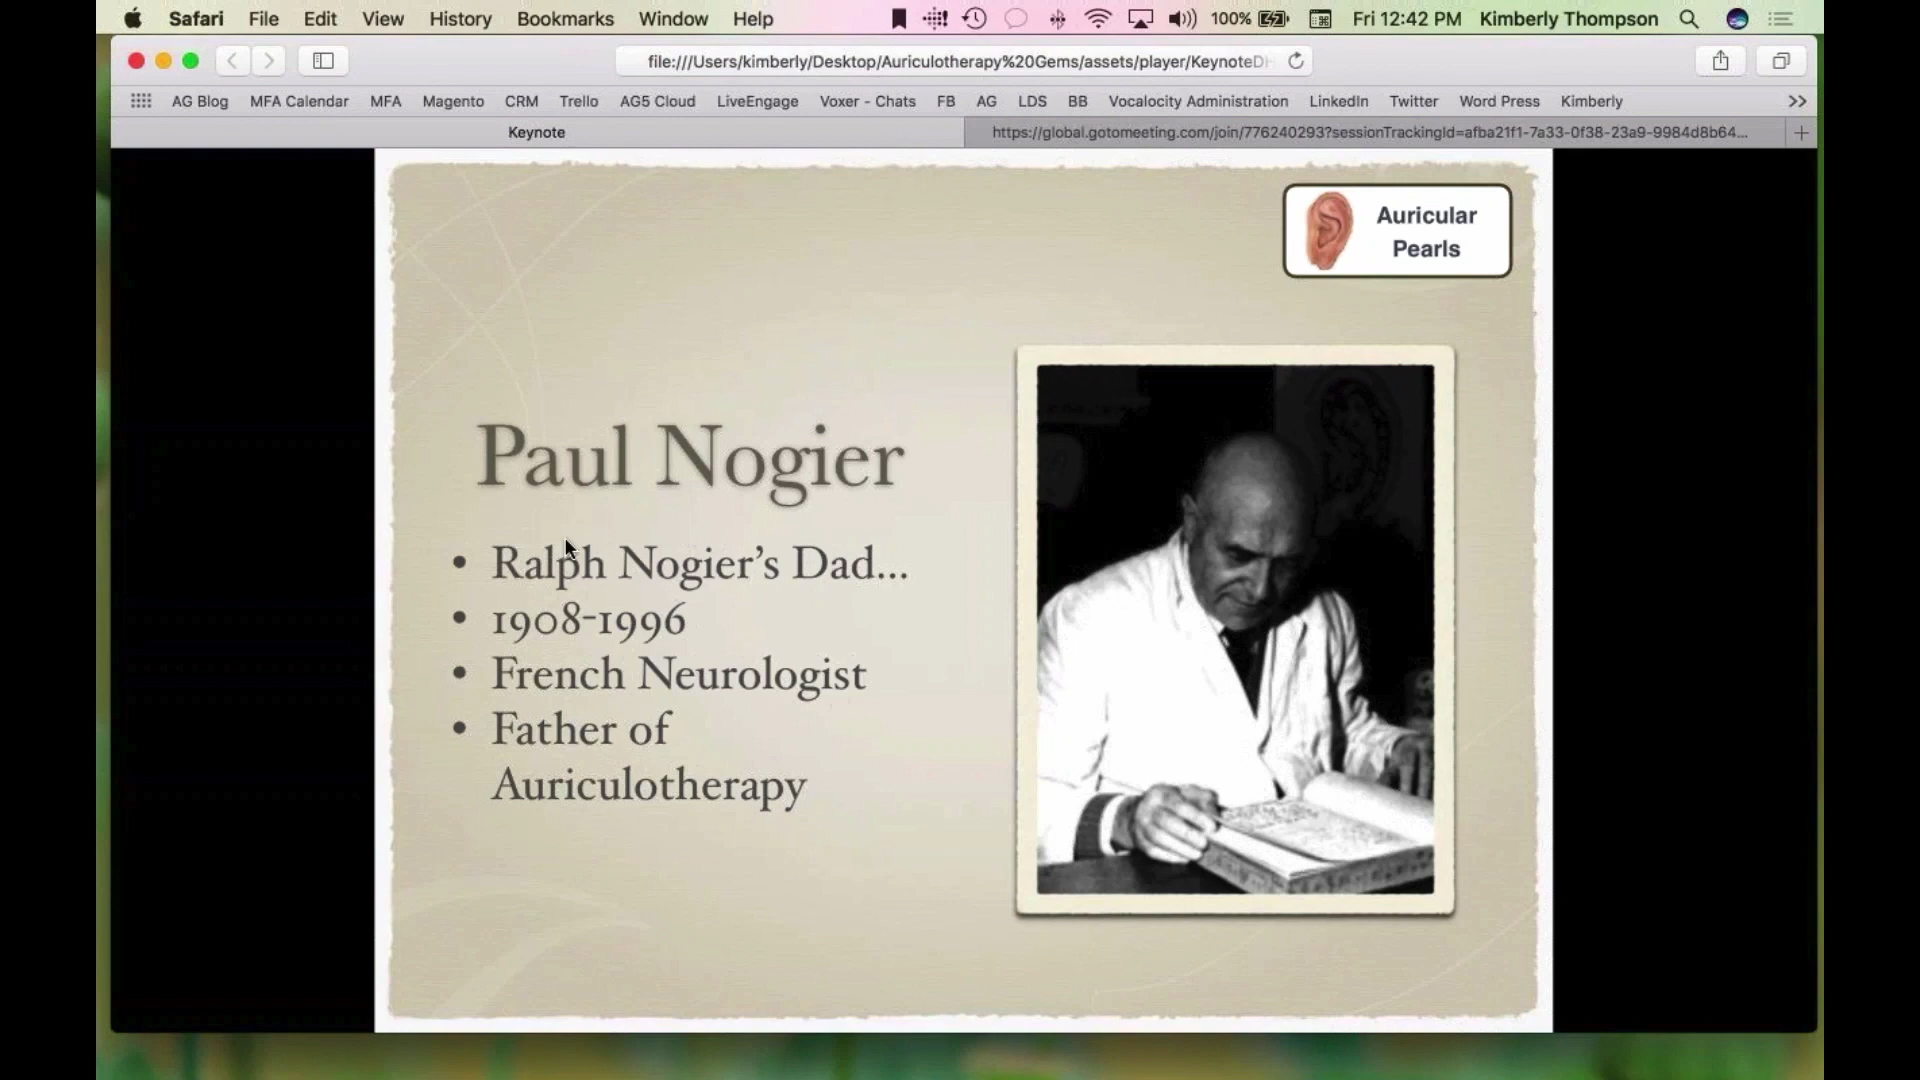 Safari File Edit View History Bookmarks Window Help 100% Fri 12:42 PM Kimberly Thompson
file:///Users/kimberly/Desktop/Auriculotherapy%20Gems/assets/player/KeynoteDH
AG Blog MFA Calendar MFA Magento CRM Trello AG5 Cloud LiveEngage Voxer - Chats FB AG LDS BB Vocalocity Administration LinkedIn Twitter Word Press Kimberly >>
Keynote https://global.gotomeeting.com/join/776240293?sessionTrackingId=afba21f1-7a33-0f38-23a9-9984d8b64...
Auricular
Pearls
Paul Nogier
• Ralph Nogier’s Dad...
• 1908-1996
• French Neurologist
• Father of
Auriculotherapy